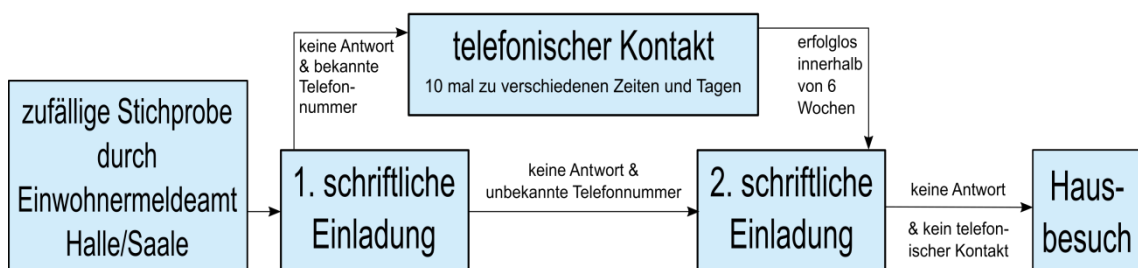 zufällige Stichprobe
durch
Einwohnermeldeamt
Halle/Saale
1. schriftliche
Einladung
keine Antwort
& bekannte
Telefon-
nummer
telefonischer Kontakt
10 mal zu verschiedenen Zeiten und Tagen
erfolglos
innerhalb
von 6
Wochen
keine Antwort &
unbekannte Telefonnummer
2. schriftliche
Einladung
keine Antwort
& kein telefon-
ischer Kontakt
Haus-
besuch